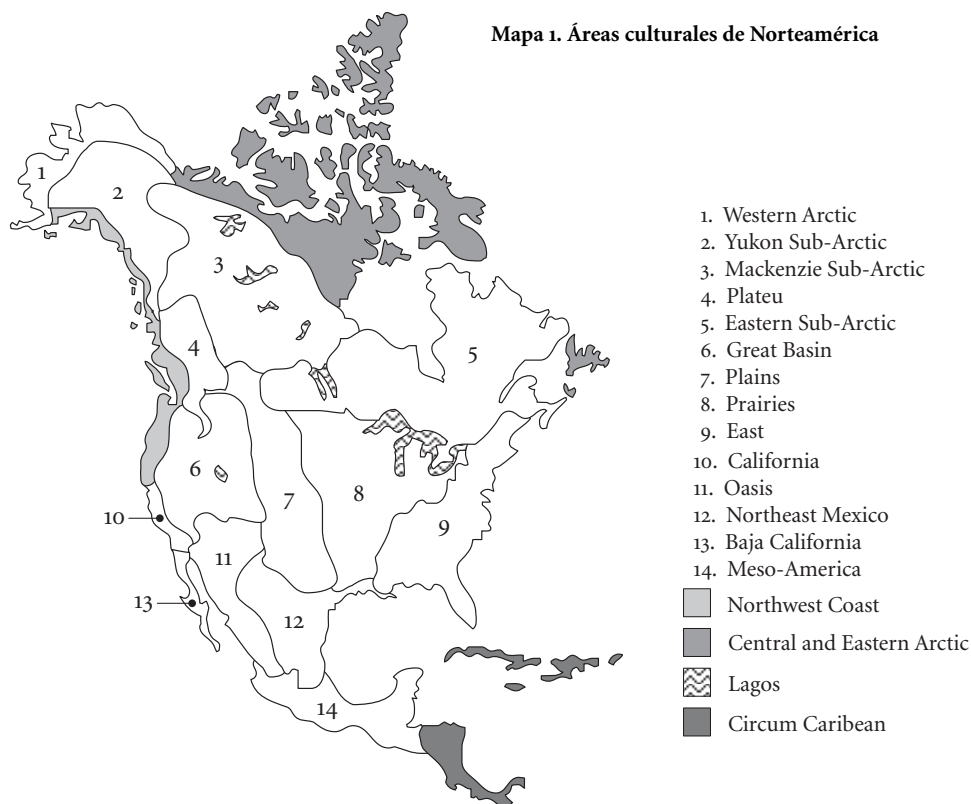 Mapa 1. Áreas culturales de Norteamérica
1
2
3
4
5
6
7
8
9
10
11
12
13
14
1. Western Arctic
2. Yukon Sub-Arctic
3. Mackenzie Sub-Arctic
4. Plateu
5. Eastern Sub-Arctic
6. Great Basin
7. Plains
8. Prairies
9. East
10. California
11. Oasis
12. Northeast Mexico
13. Baja California
14. Meso-America
Northwest Coast
Central and Eastern Arctic
Lagos
Circum Caribean